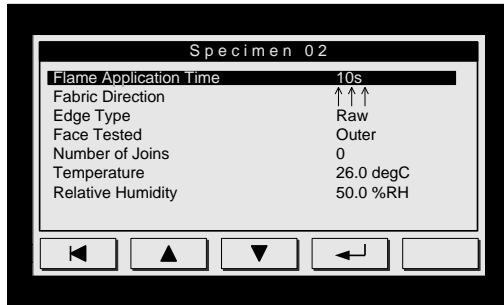 Specimen 02
Flame Application Time 10s
Fabric Direction ↑↑↑
Edge Type Raw
Face Tested Outer
Number of Joins 0
Temperature 26.0 degC
Relative Humidity 50.0 %RH